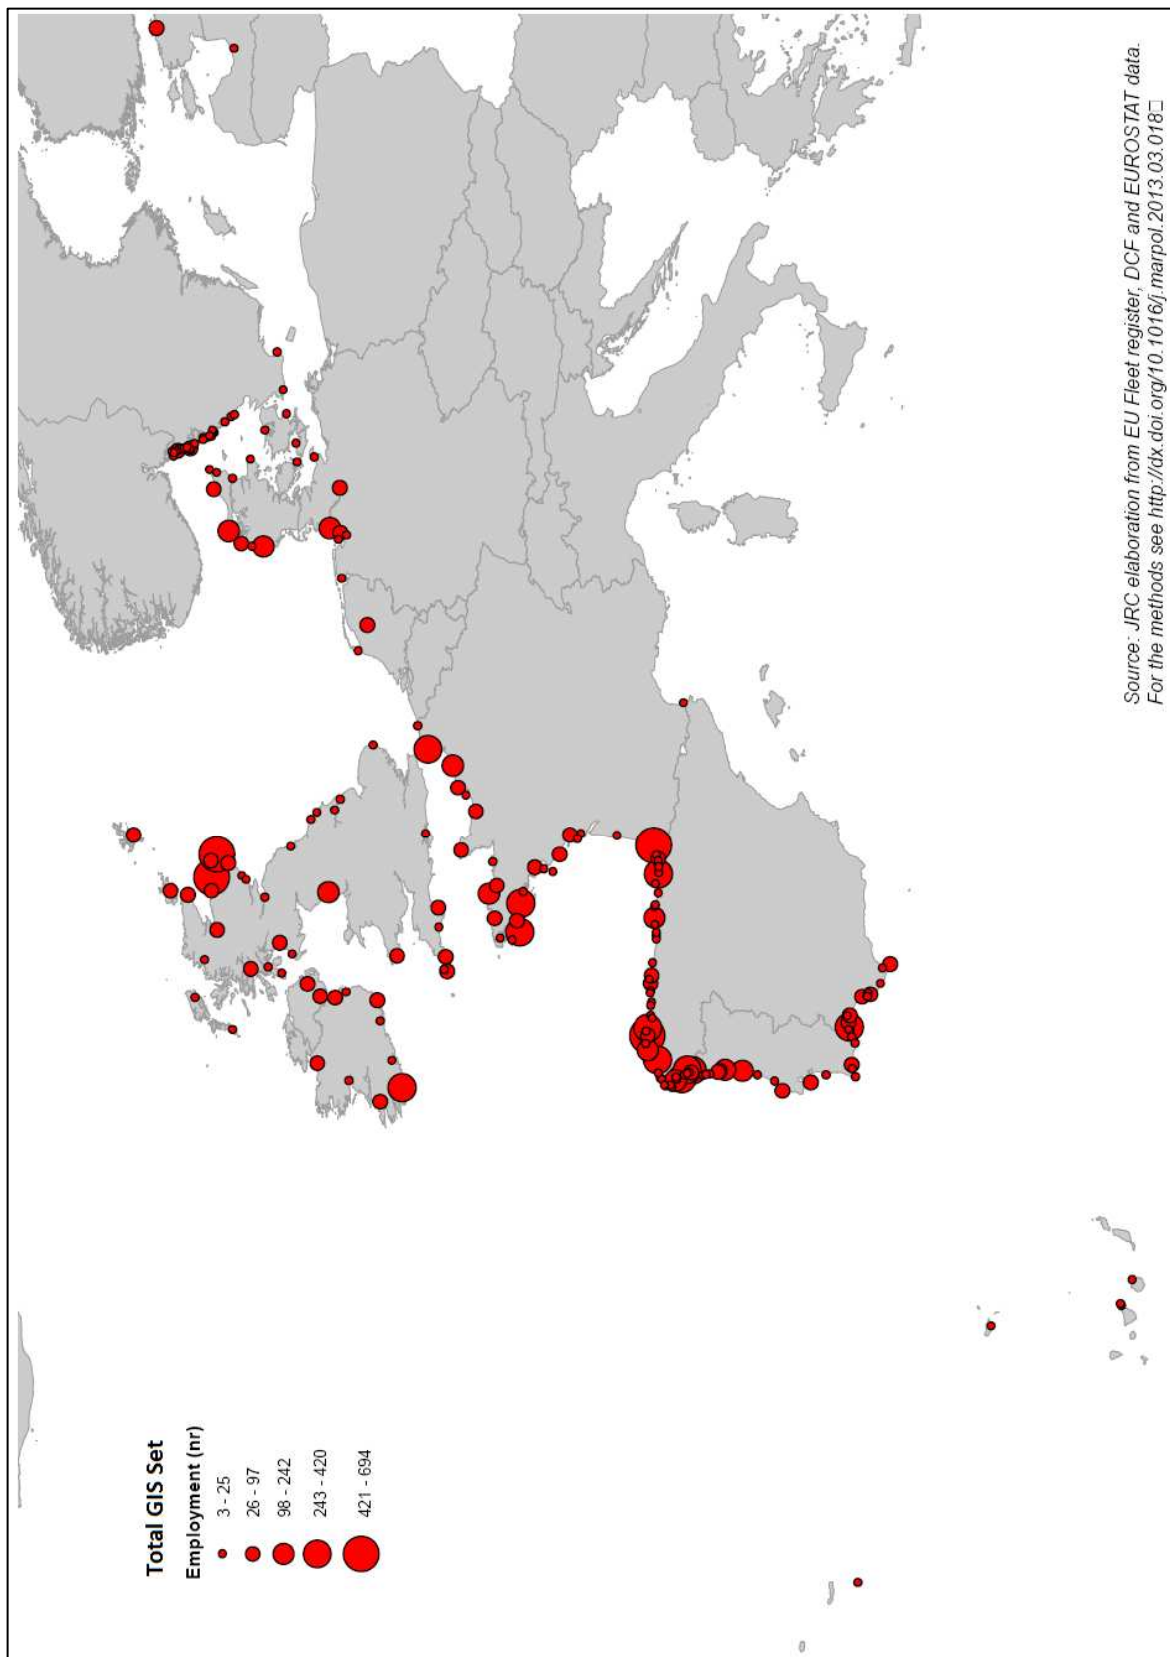 Total GIS Set
Employment (nr)
3 - 25
26 - 97
98 - 242
243 - 420
421 - 694
Source: JRC elaboration from EU Fleet register, DCF and EUROSTAT data.
For the methods see http://dx.doi.org/10.1016/j.marpol.2013.03.018□